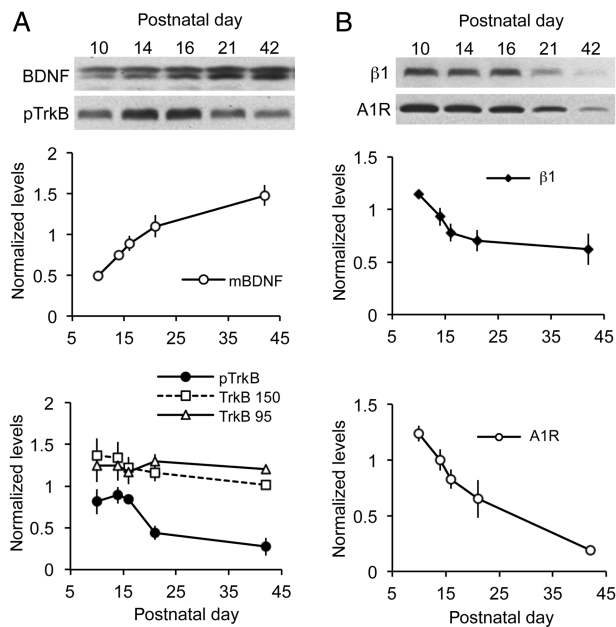 A
Postnatal day
10 14 16 21 42
BDNF
pTrkB
Normalized levels
2
1.5
1
0.5
0
mBDNF
5 15 25 35 45
pTrkB
TrkB 150
TrkB 95
Normalized levels
2
1.5
1
0.5
0
5 15 25 35 45
Postnatal day
B
Postnatal day
10 14 16 21 42
β1
A1R
Normalized levels
1.5
1
0.5
0
β1
5 15 25 35 45
Normalized levels
1.5
1
0.5
0
A1R
5 15 25 35 45
Postnatal day